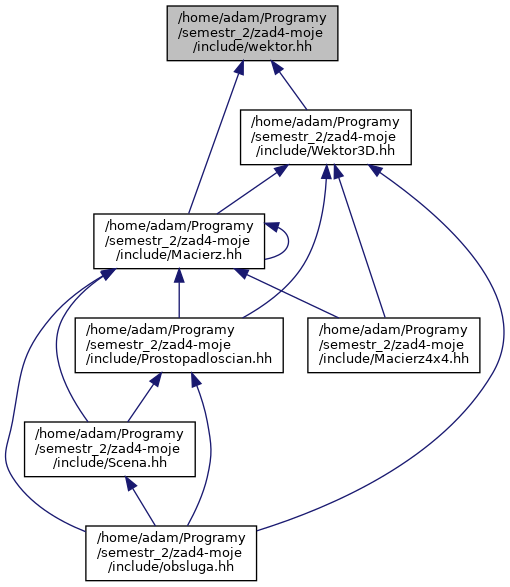 /home/adam/Programy
/semestr_2/zad4-moje
/include/wektor.hh
/home/adam/Programy
/semestr_2/zad4-moje
/include/Wektor3D.hh
/home/adam/Programy
/semestr_2/zad4-moje
/include/Macierz.hh
/home/adam/Programy
/semestr_2/zad4-moje
/include/Prostopadloscian.hh
/home/adam/Programy
/semestr_2/zad4-moje
/include/Macierz4x4.hh
/home/adam/Programy
/semestr_2/zad4-moje
/include/Scena.hh
/home/adam/Programy
/semestr_2/zad4-moje
/include/obsluga.hh